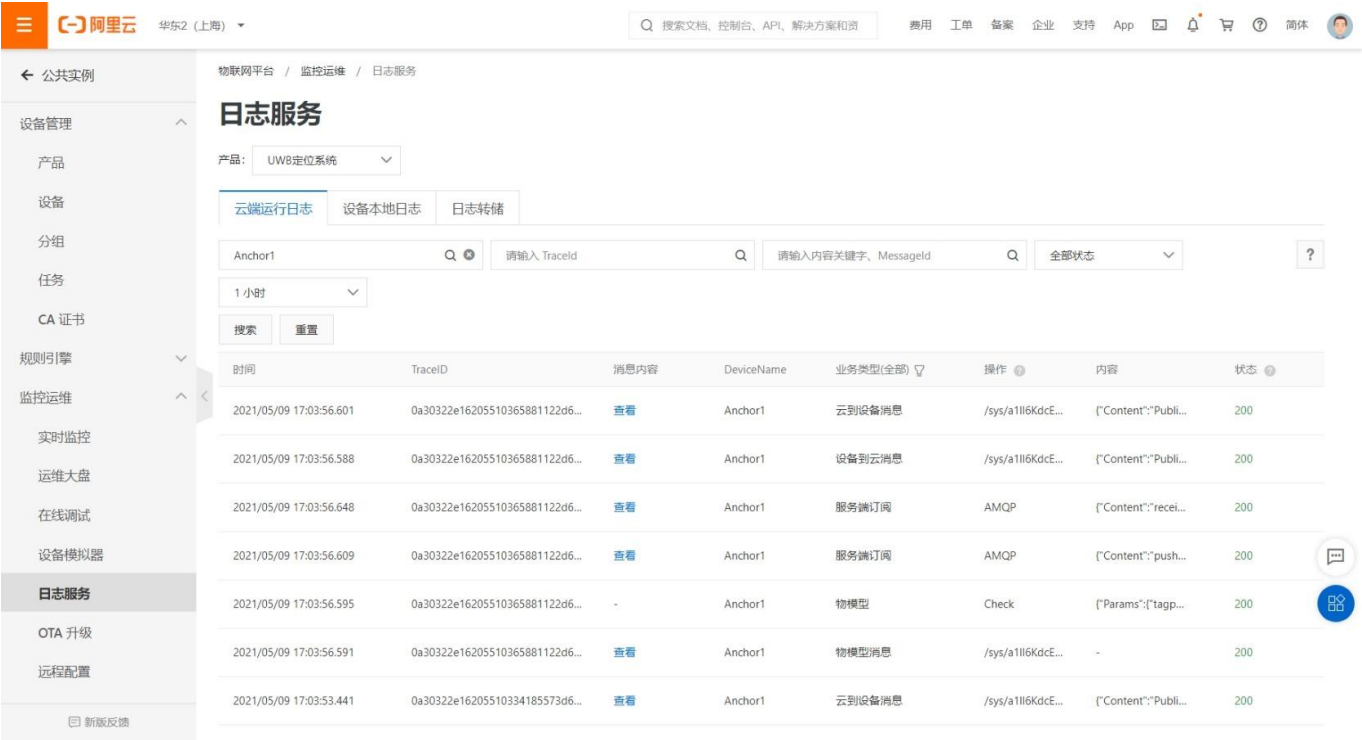 阿里云 华东2 (上海) 搜索文档、控制台、API、解决方案和资 费用 工单 备案 企业 支持 App 简体
公共实例
设备管理
产品
设备
分组
任务
CA 证书
规则引擎
监控运维
实时监控
运维大盘
在线调试
设备模拟器
日志服务
OTA 升级
远程配置
新版反馈
物联网平台 / 监控运维 / 日志服务
日志服务
产品: UWB定位系统
云端运行日志 设备本地日志 日志转储
Anchor1 请输入 TraceId 请输入内容关键字、MessageId 全部状态 ?
1 小时
搜索 重置
时间 TraceID 消息内容 DeviceName 业务类型(全部) 操作 内容 状态
2021/05/09 17:03:56.601 0a30322e16205510365881122d6... 查看 Anchor1 云到设备消息 /sys/a1II6KdcE... {"Content":"Publi... 200
2021/05/09 17:03:56.588 0a30322e16205510365881122d6... 查看 Anchor1 设备到云消息 /sys/a1II6KdcE... {"Content":"Publi... 200
2021/05/09 17:03:56.648 0a30322e16205510365881122d6... 查看 Anchor1 服务端订阅 AMQP {"Content":"recei... 200
2021/05/09 17:03:56.609 0a30322e16205510365881122d6... 查看 Anchor1 服务端订阅 AMQP {"Content":"push... 200
2021/05/09 17:03:56.595 0a30322e16205510365881122d6... - Anchor1 物模型 Check {"Params":{"tagp... 200
2021/05/09 17:03:56.591 0a30322e16205510365881122d6... 查看 Anchor1 物模型消息 /sys/a1II6KdcE... - 200
2021/05/09 17:03:53.441 0a30322e16205510334185573d6... 查看 Anchor1 云到设备消息 /sys/a1II6KdcE... {"Content":"Publi... 200